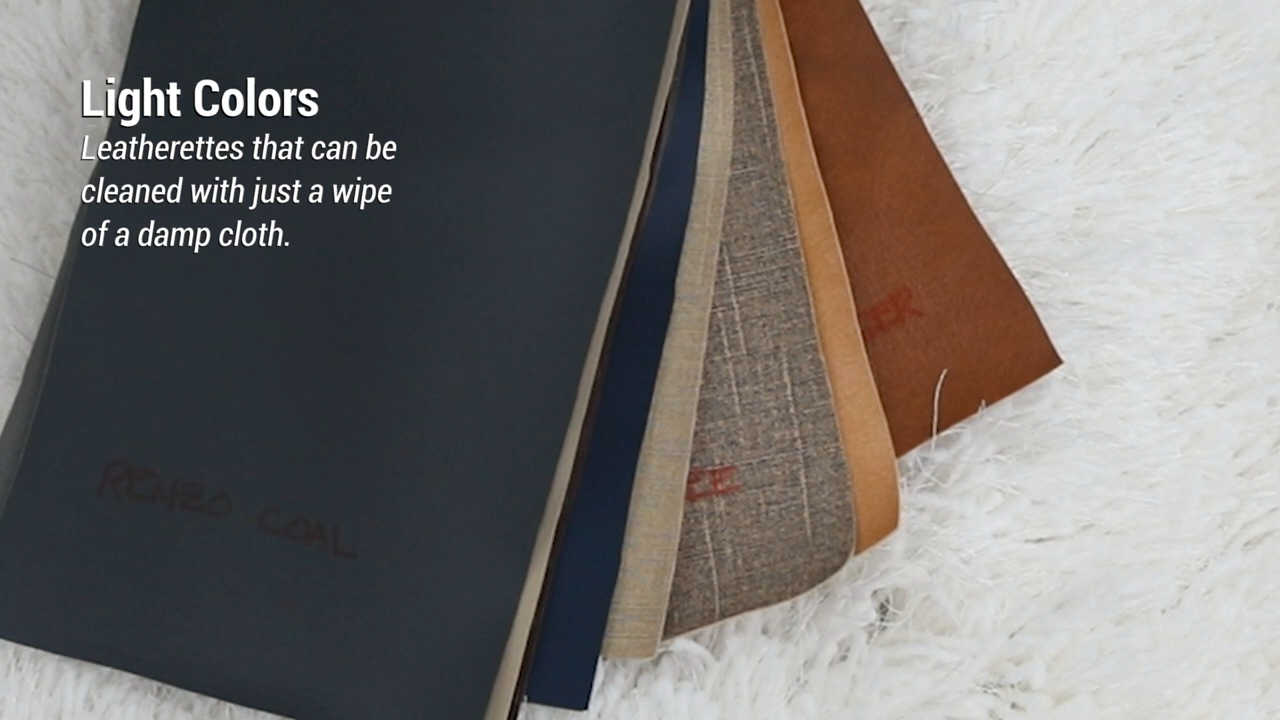 Light Colors
Leatherettes that can be
cleaned with just a wipe
of a damp cloth.
RENZO COAL